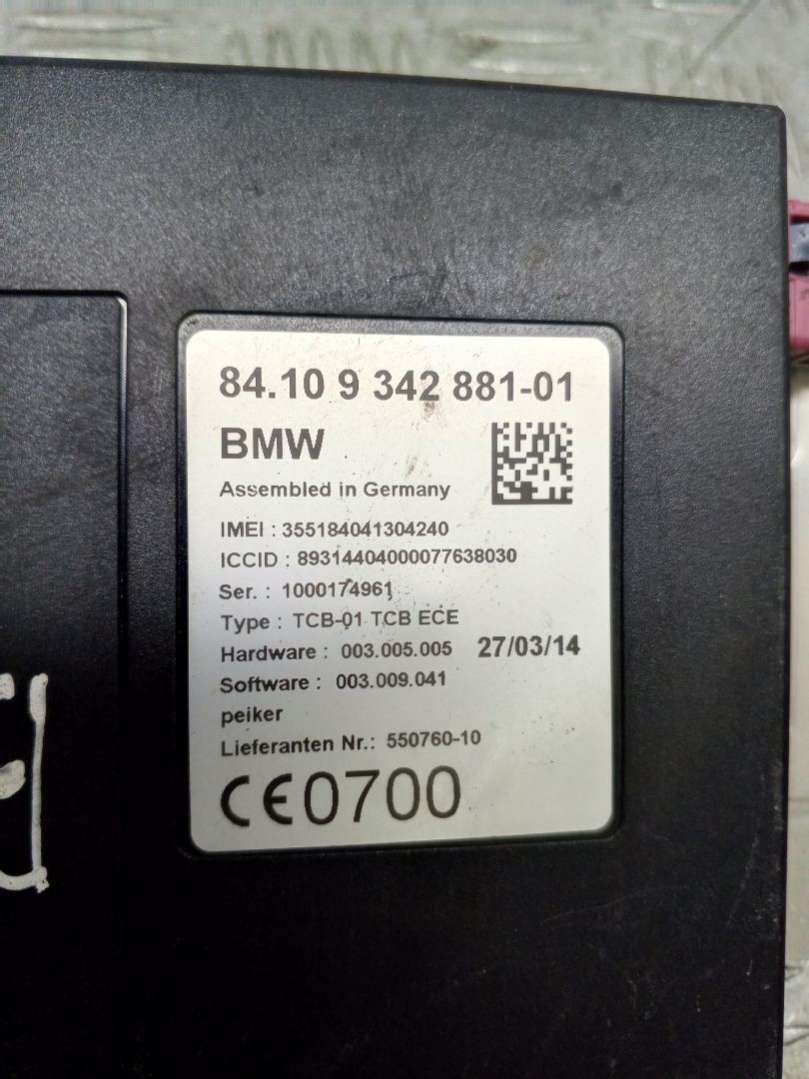 84.10 9 342 881-01
BMW
Assembled in Germany
IMEI : 355184041304240
ICCID : 89314404000077638030
Ser. : 1000174961
Type : TCB-01 TCB ECE
Hardware : 003.005.005 27/03/14
Software : 003.009.041
peiker
Lieferanten Nr.: 550760-10
CE0700